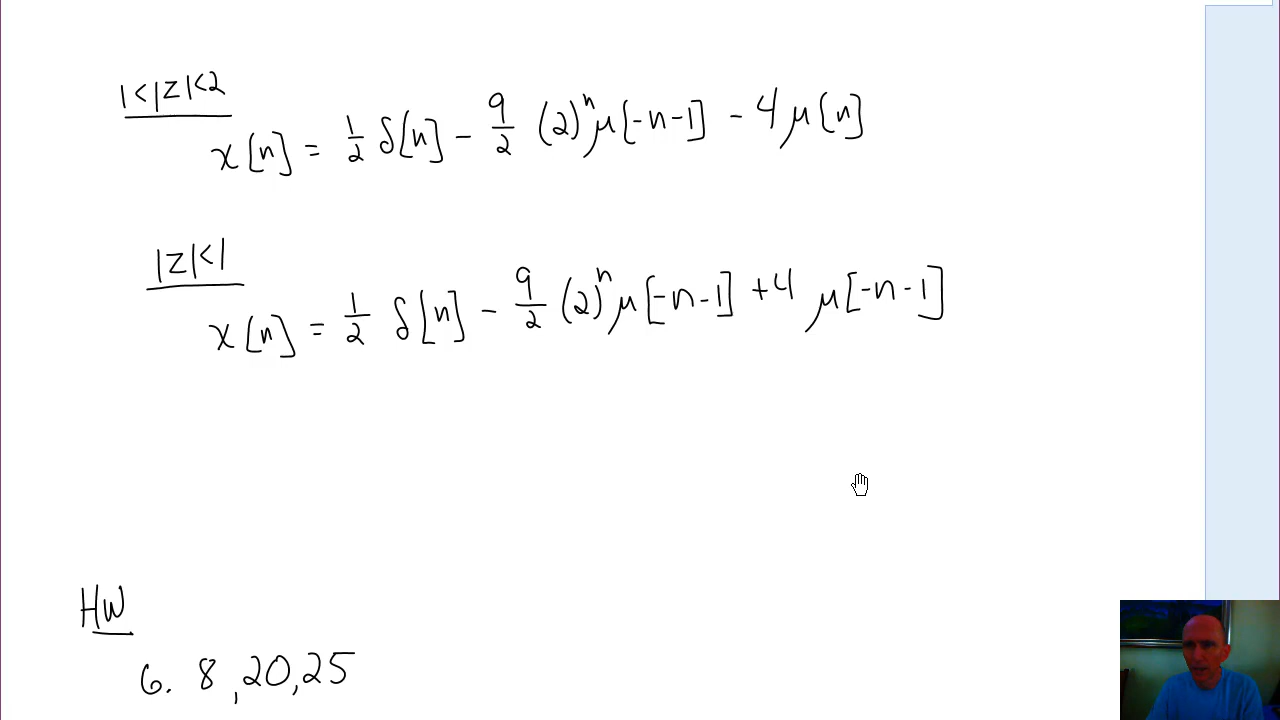 1<|z|<2
x[n] = 1/2 δ[n] - 9/2 (2)^n μ[-n-1] - 4 μ[n]
|z|<1
x[n] = 1/2 δ[n] - 9/2 (2)^n μ[-n-1] + 4 μ[-n-1]
HW
6. 8, 20, 25